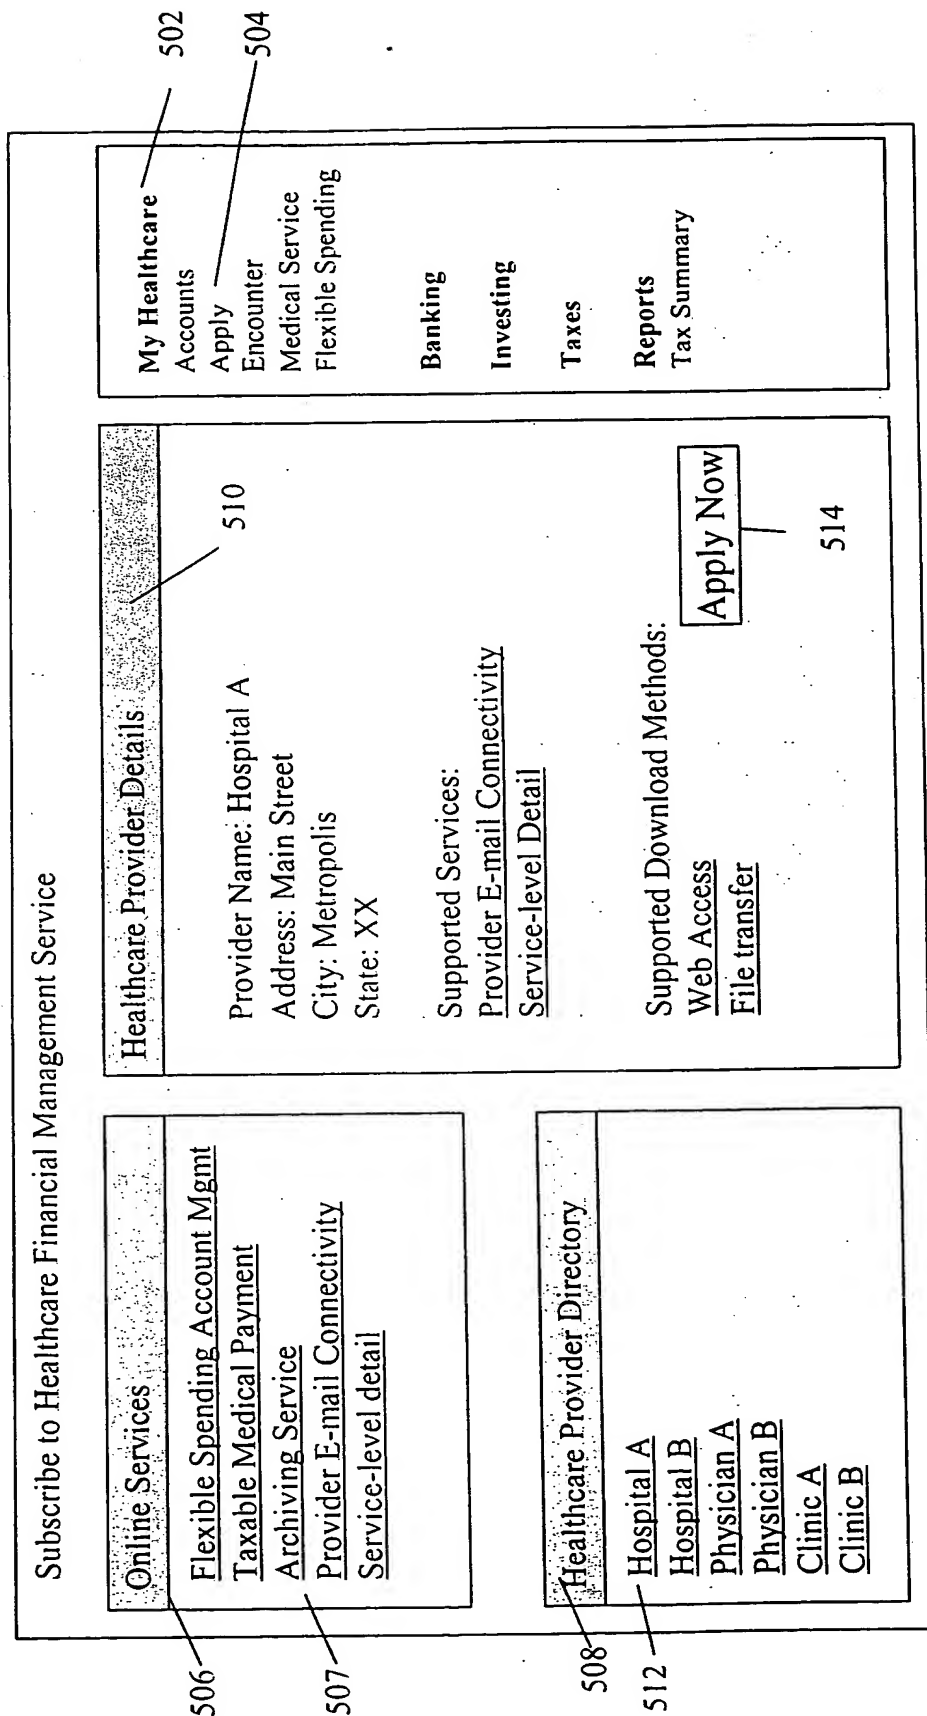 Subscribe to Healthcare Financial Management Service
506
Online Services
Flexible Spending Account Mgmt
Taxable Medical Payment
Archiving Service
Provider E-mail Connectivity
Service-level detail
507
508
Healthcare Provider Directory
Hospital A
Hospital B
Physician A
Physician B
Clinic A
Clinic B
512
Healthcare Provider Details
510
Provider Name: Hospital A
Address: Main Street
City: Metropolis
State: XX
Supported Services:
Provider E-mail Connectivity
Service-level Detail
Supported Download Methods:
Web Access
File transfer
Apply Now
514
My Healthcare
502
Accounts
Apply
504
Encounter
Medical Service
Flexible Spending
Banking
Investing
Taxes
Reports
Tax Summary